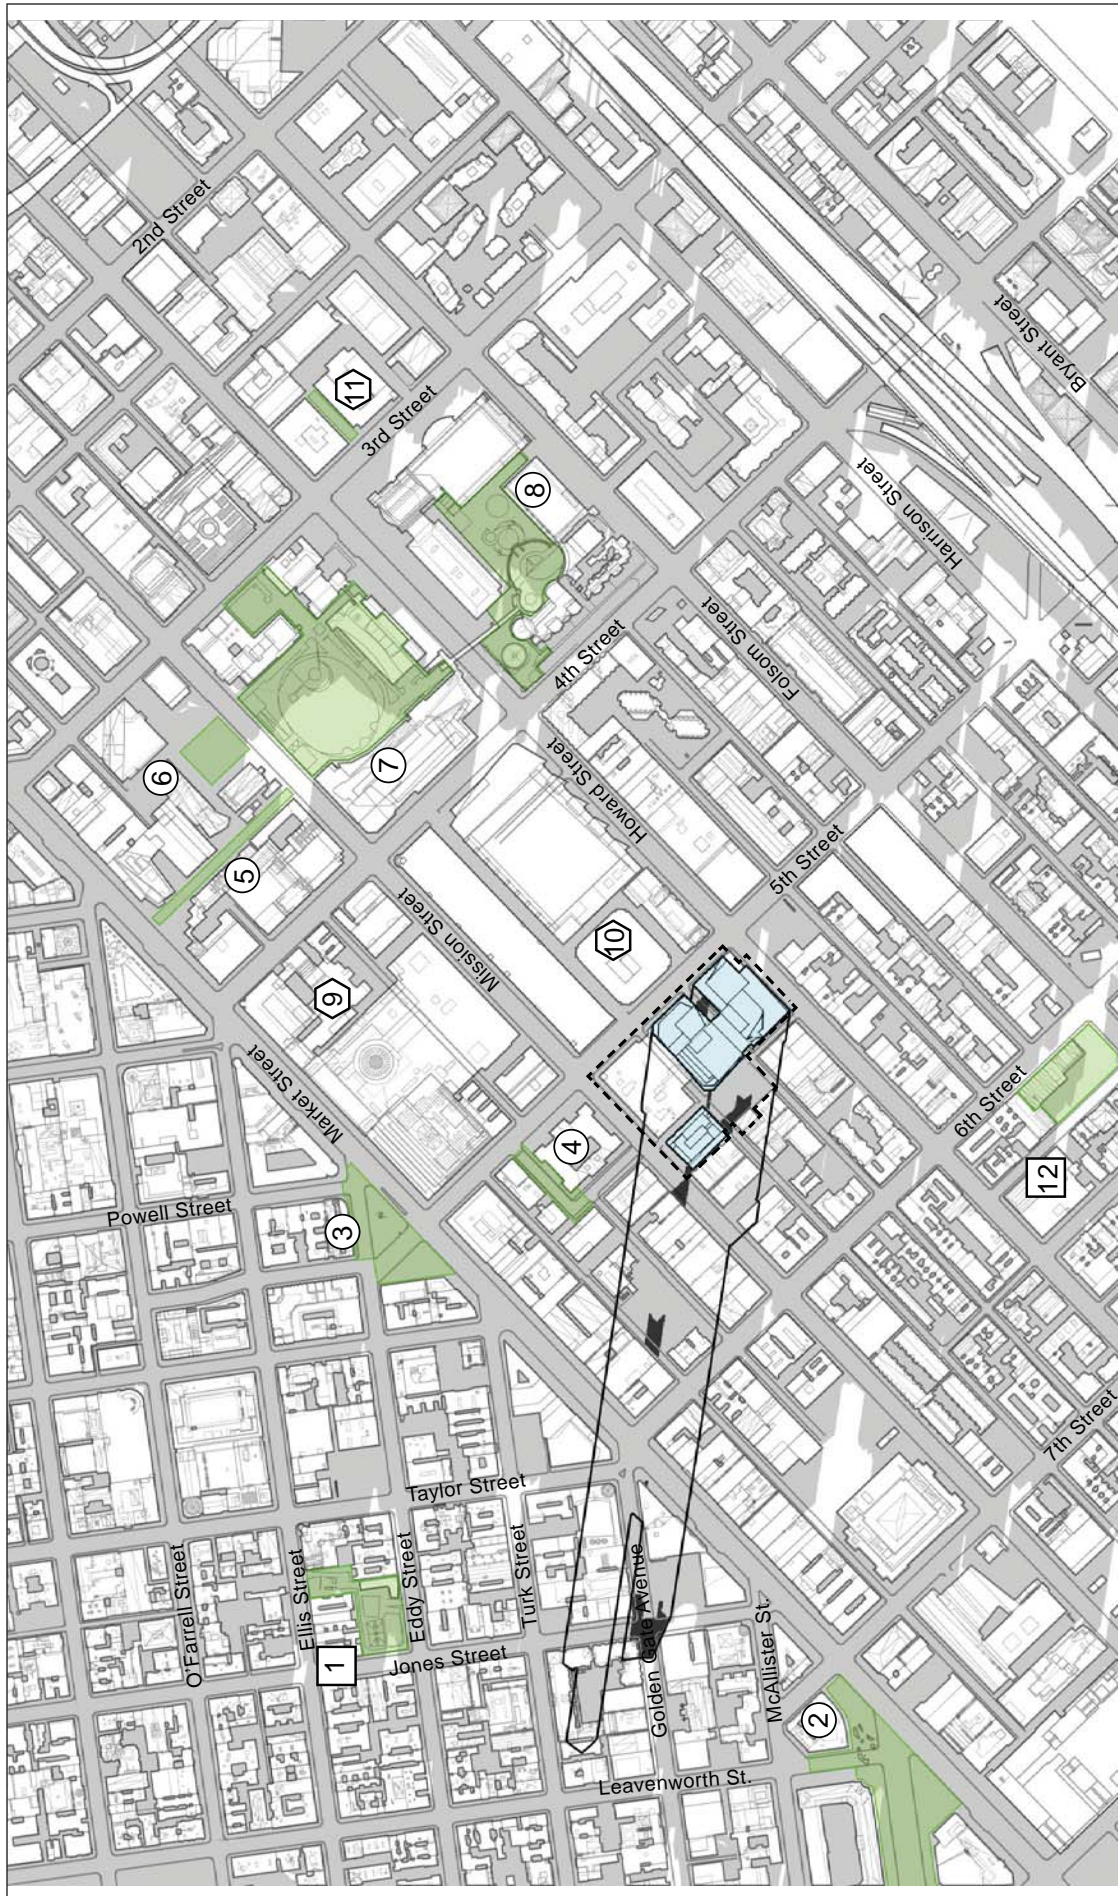 2nd Street
11
3rd Street
8
Bryant Street
Harrison Street
6
7
4th Street
Folsom Street
5
Howard Street
Mission Street
5th Street
10
9
Market Street
4
6th Street
12
Powell Street
3
7th Street
Taylor Street
O'Farrell Street
Ellis Street
Eddy Street
Turk Street
1
Jones Street
Golden Gate Avenue
McAllister St.
2
Leavenworth St.